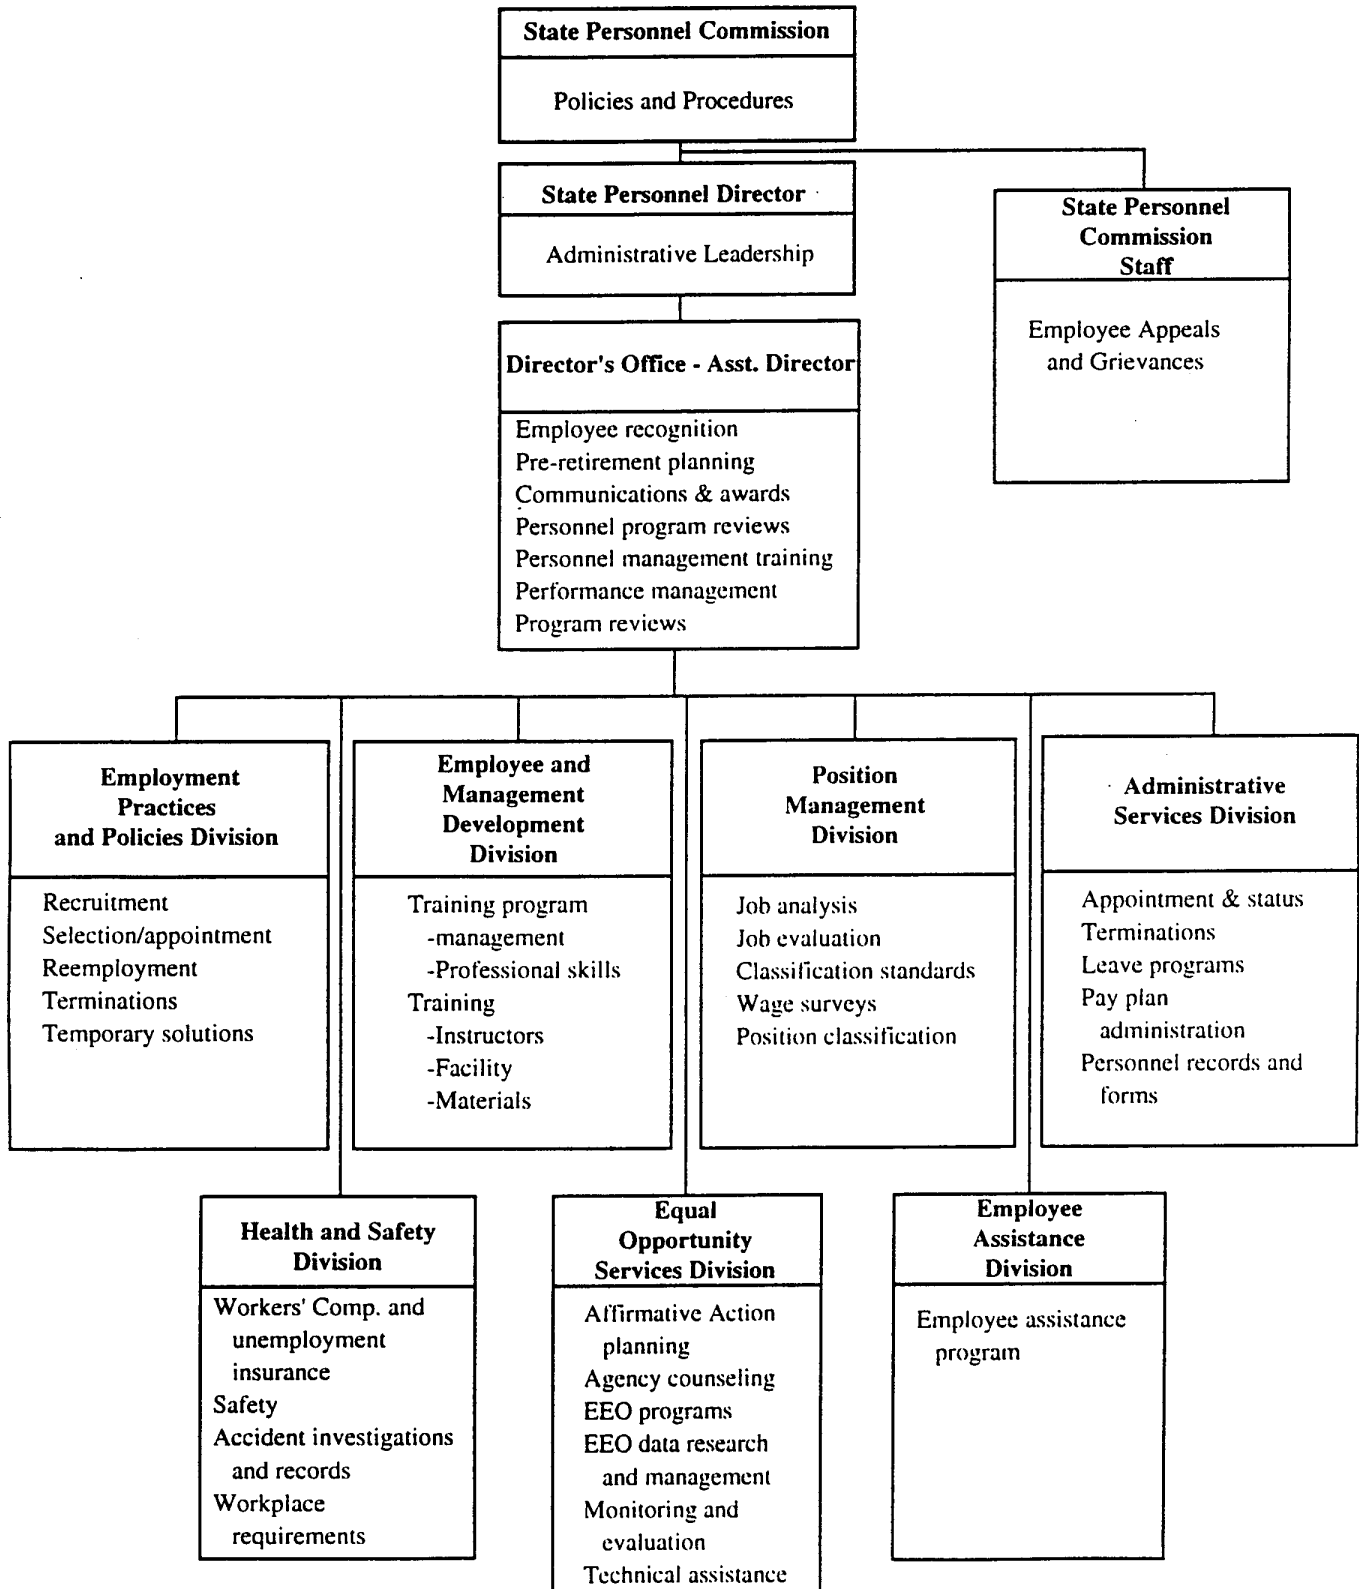 State Personnel Commission
Policies and Procedures
State Personnel Director
Administrative Leadership
State Personnel
Commission
Staff
Employee Appeals
and Grievances
Director's Office - Asst. Director
Employee recognition
Pre-retirement planning
Communications & awards
Personnel program reviews
Personnel management training
Performance management
Program reviews
Employment
Practices
and Policies Division
Recruitment
Selection/appointment
Reemployment
Terminations
Temporary solutions
Employee and
Management
Development
Division
Training program
-management
-Professional skills
Training
-Instructors
-Facility
-Materials
Position
Management
Division
Job analysis
Job evaluation
Classification standards
Wage surveys
Position classification
Administrative
Services Division
Appointment & status
Terminations
Leave programs
Pay plan
administration
Personnel records and
forms
Health and Safety
Division
Workers' Comp. and
unemployment
insurance
Safety
Accident investigations
and records
Workplace
requirements
Equal
Opportunity
Services Division
Affirmative Action
planning
Agency counseling
EEO programs
EEO data research
and management
Monitoring and
evaluation
Technical assistance
Employee
Assistance
Division
Employee assistance
program